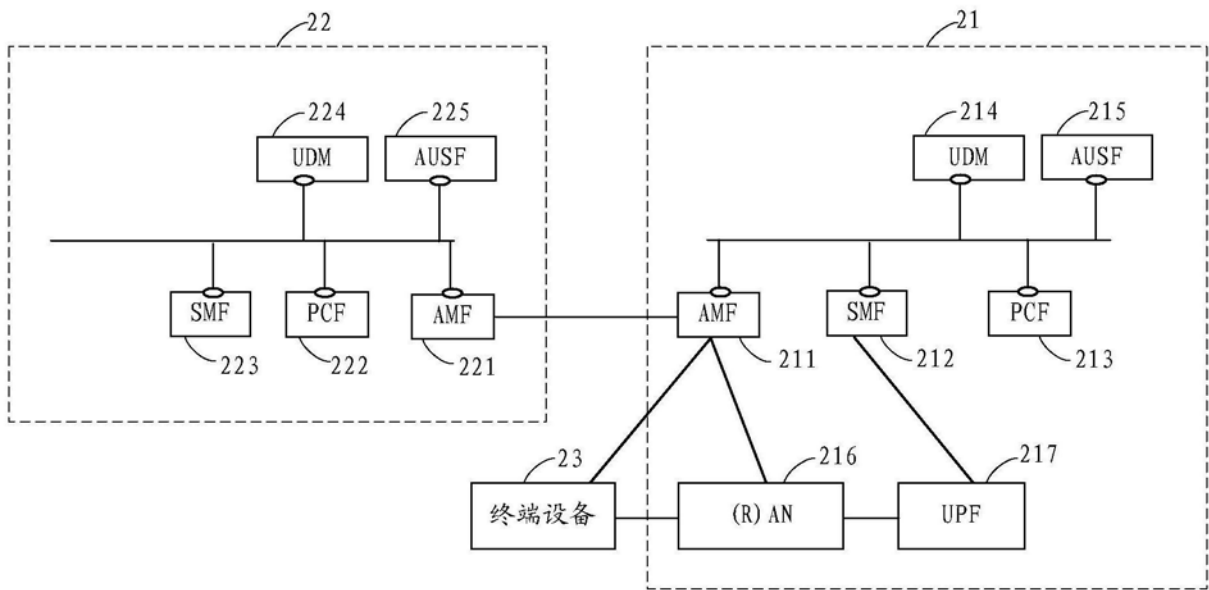 22
21
224
225
214
215
UDM
AUSF
UDM
AUSF
SMF
PCF
AMF
AMF
SMF
PCF
223
222
221
211
212
213
23
216
217
终端设备
(R)AN
UPF